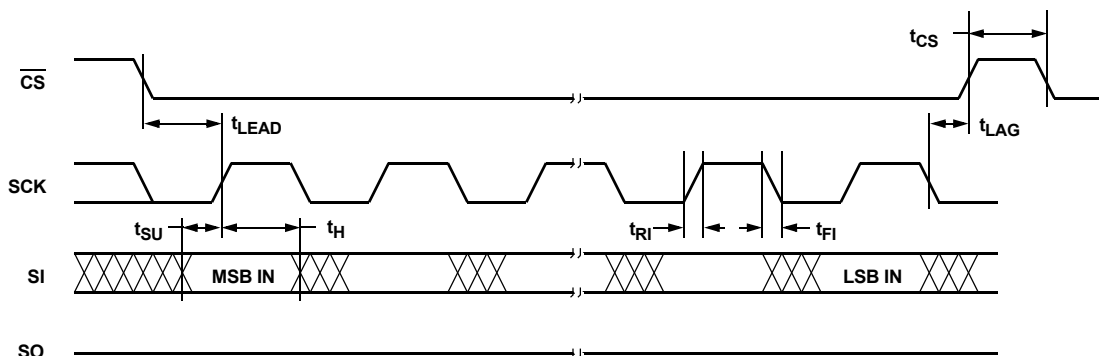 tCS
CS
tLEAD
tLAG
SCK
tSU
tH
tRI
tFI
SI
MSB IN
LSB IN
SO